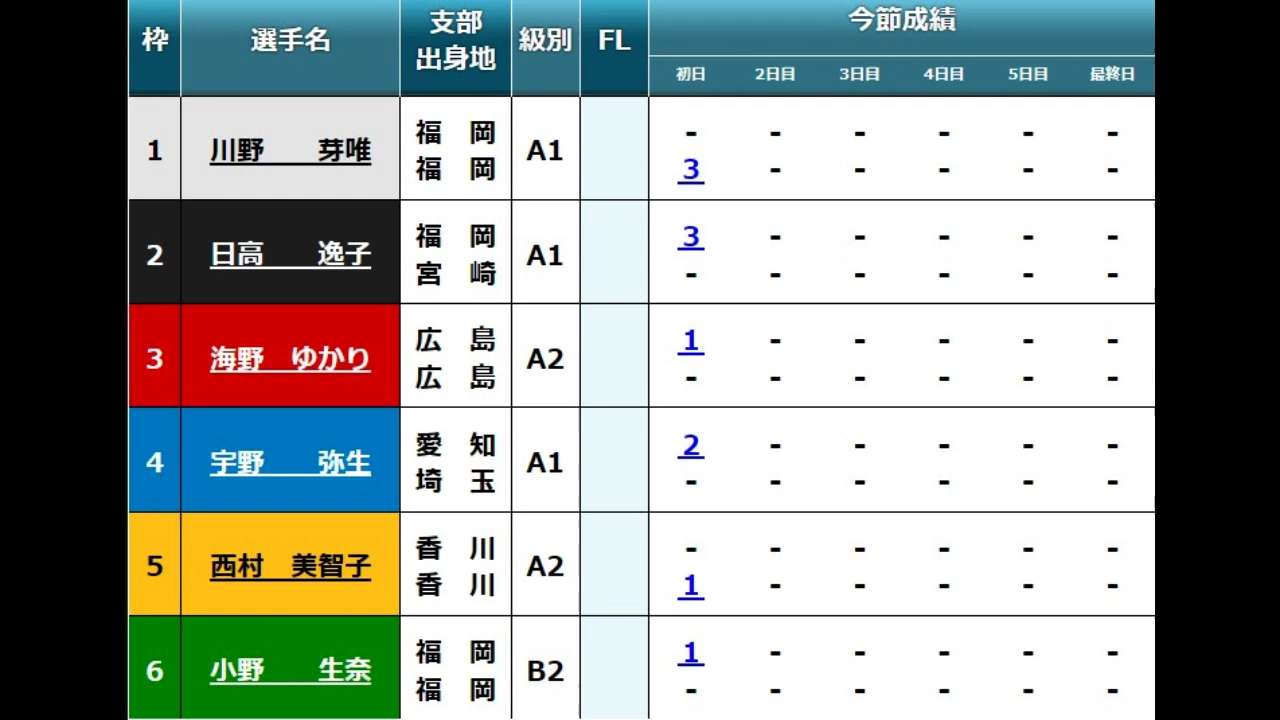 枠 選手名 支部 出身地 級別 FL 今節成績
初日 2日目 3日目 4日目 5日目 最終日
1 川野 芽唯 福岡 A1 - - - - - -
福岡 3 - - - - -
2 日高 逸子 福岡 A1 3 - - - - -
宮崎 - - - - - -
3 海野 ゆかり 広島 A2 1 - - - - -
広島 - - - - - -
4 宇野 弥生 愛知 A1 2 - - - - -
埼玉 - - - - - -
5 西村 美智子 香川 A2 - - - - - -
香川 1 - - - - -
6 小野 生奈 福岡 B2 1 - - - - -
福岡 - - - - - -